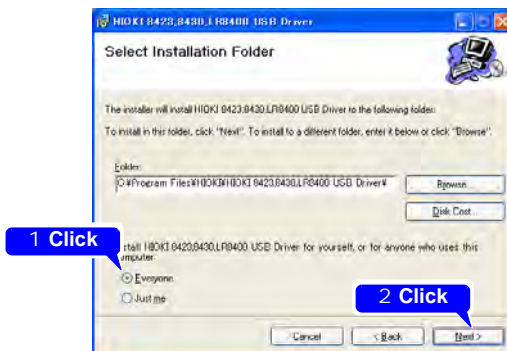 HIOKI 8423,8430,LR8400 USB Driver
Select Installation Folder
The installer will install HIOKI 8423,8430,LR8400 USB Driver to the following folder.
To install in this folder, click "Next". To install to a different folder, enter it below or click "Browse".
Folder:
C:¥Program Files¥HIOKI¥HIOKI 8423,8430,LR8400 USB Driver¥
Browse...
Disk Cost...
1 Click
stall HIOKI 8423,8430,LR8400 USB Driver for yourself, or for anyone who uses this
omputer:
Everyone
Just me
2 Click
Cancel
< Back
Next >